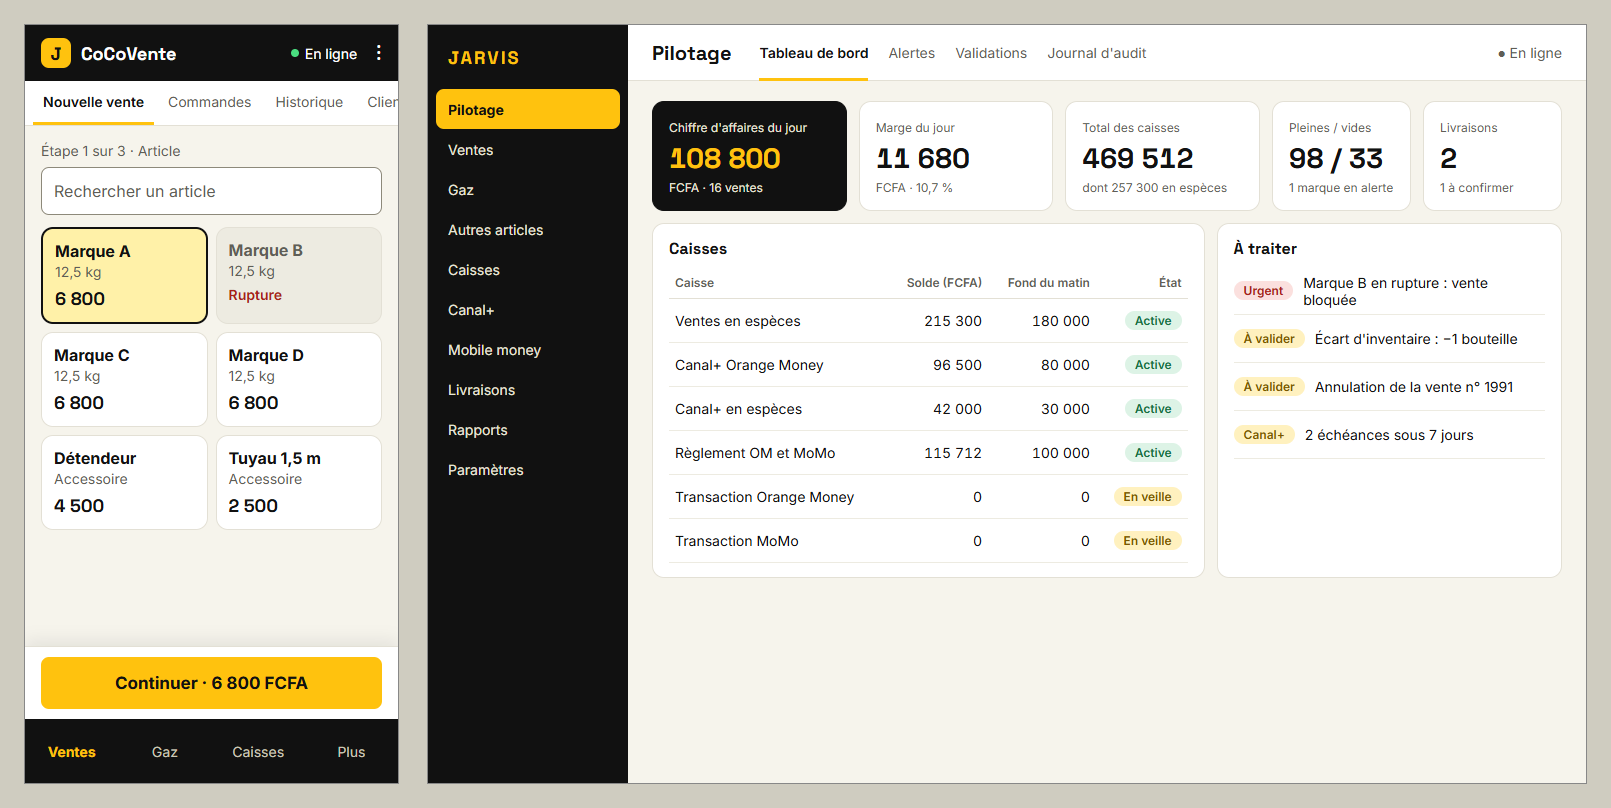 J CoCoVente
En ligne
Nouvelle vente Commandes Historique Clien
Étape 1 sur 3 · Article
Rechercher un article
Marque A
12,5 kg
6 800
Marque B
12,5 kg
Rupture
Marque C
12,5 kg
6 800
Marque D
12,5 kg
6 800
Détendeur
Accessoire
4 500
Tuyau 1,5 m
Accessoire
2 500
Continuer · 6 800 FCFA
Ventes Gaz Caisses Plus
JARVIS
Pilotage
Ventes
Gaz
Autres articles
Caisses
Canal+
Mobile money
Livraisons
Rapports
Paramètres
Pilotage Tableau de bord Alertes Validations Journal d'audit
En ligne
Chiffre d'affaires du jour
108 800
FCFA · 16 ventes
Marge du jour
11 680
FCFA · 10,7 %
Total des caisses
469 512
dont 257 300 en espèces
Pleines / vides
98 / 33
1 marque en alerte
Livraisons
2
1 à confirmer
Caisses
Caisse Solde (FCFA) Fond du matin État
Ventes en espèces 215 300 180 000 Active
Canal+ Orange Money 96 500 80 000 Active
Canal+ en espèces 42 000 30 000 Active
Règlement OM et MoMo 115 712 100 000 Active
Transaction Orange Money 0 0 En veille
Transaction MoMo 0 0 En veille
À traiter
Urgent Marque B en rupture : vente
bloquée
À valider Écart d'inventaire : −1 bouteille
À valider Annulation de la vente n° 1991
Canal+ 2 échéances sous 7 jours